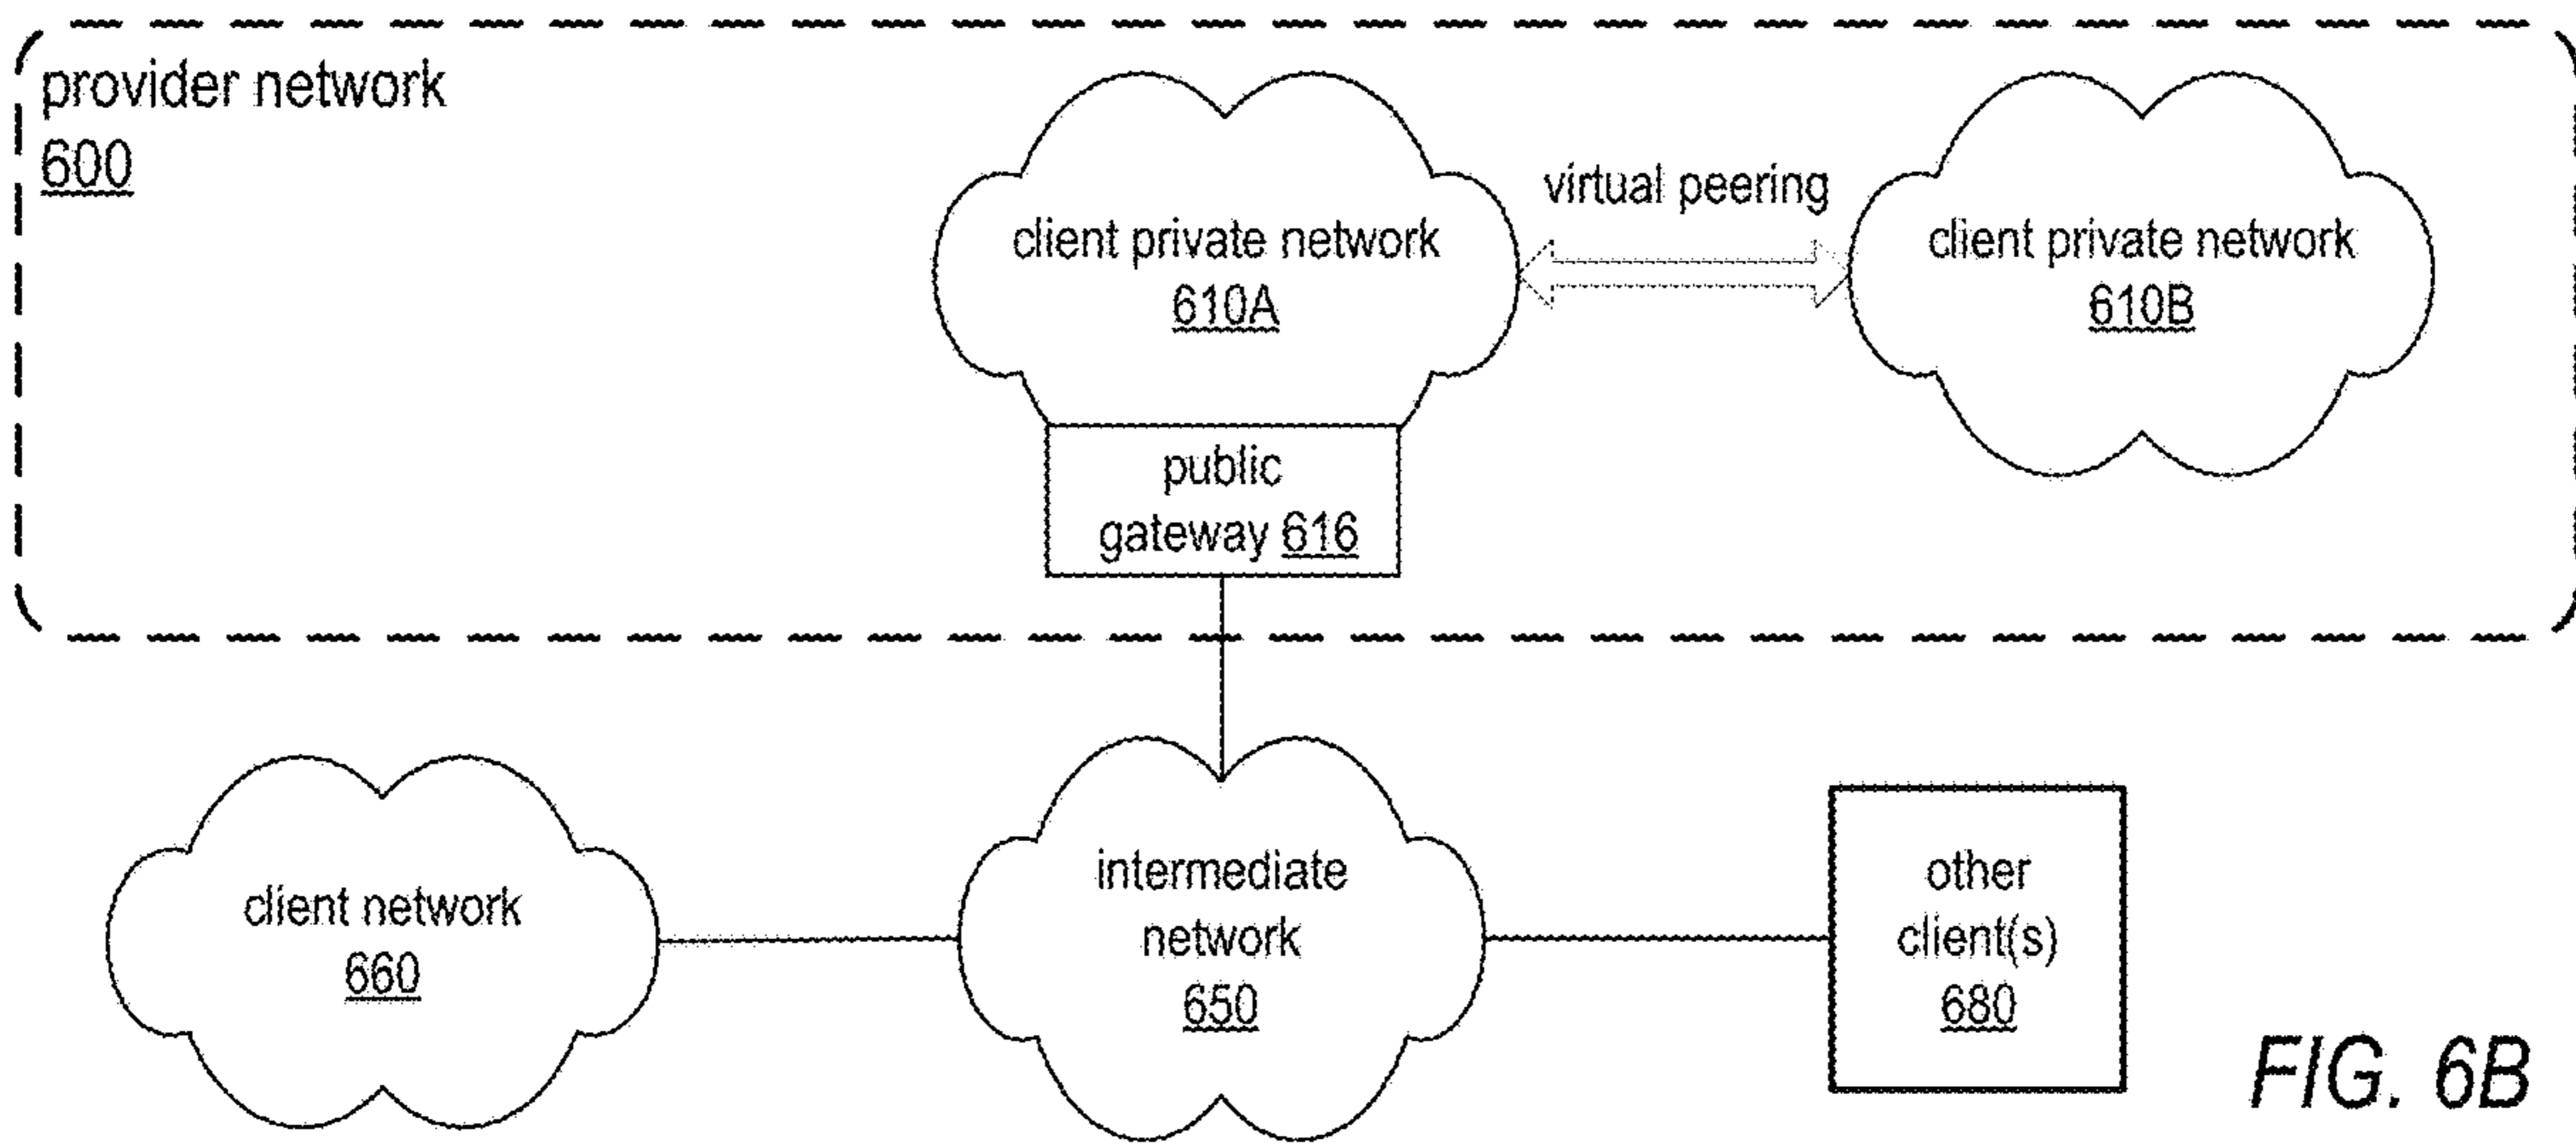 provider network
600
virtual peering
client private network
610A
client private network
610B
public
gateway 616
client network
660
intermediate
network
650
other
client(s)
680
FIG. 6B